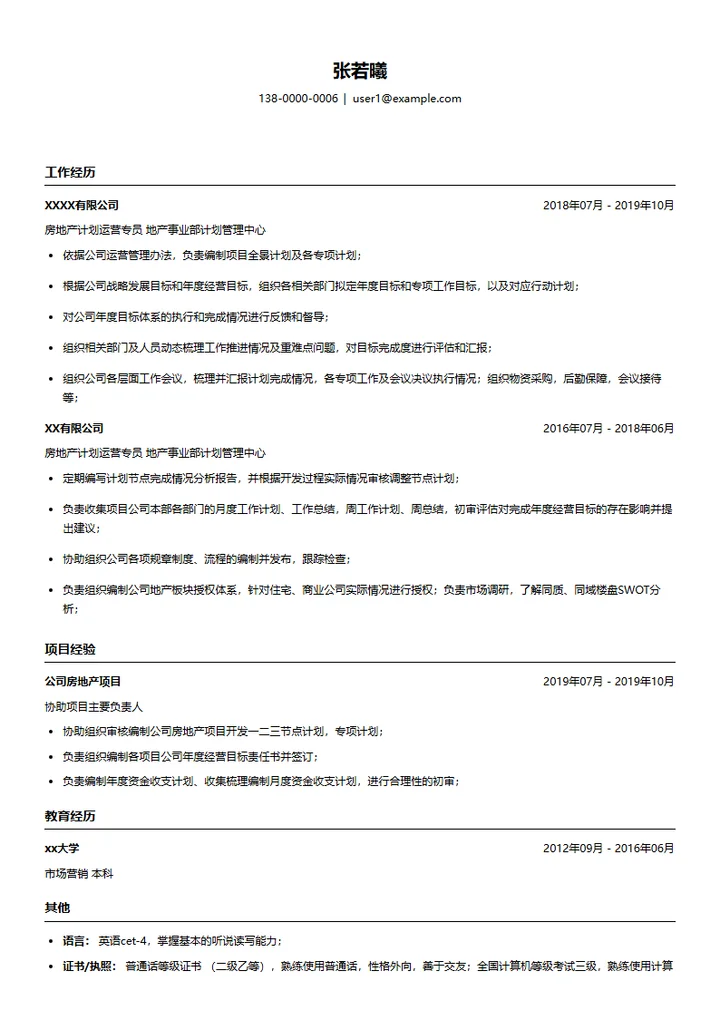 张若曦
138-0000-0006 | user1@example.com
工作经历
XXXX有限公司 2018年07月 - 2019年10月
房地产计划运营专员 地产事业部计划管理中心
• 依据公司运营管理办法，负责编制项目全景计划及各专项计划；
• 根据公司战略发展目标和年度经营目标，组织各相关部门拟定年度目标和专项工作目标，以及对应行动计划；
• 对公司年度目标体系的执行和完成情况进行反馈和督导；
• 组织相关部门及人员动态梳理工作推进情况及重难点问题，对目标完成度进行评估和汇报；
• 组织公司各层面工作会议，梳理并汇报计划完成情况，各专项工作及会议决议执行情况；组织物资采购，后勤保障，会议接待
等；
XX有限公司 2016年07月 - 2018年06月
房地产计划运营专员 地产事业部计划管理中心
• 定期编写计划节点完成情况分析报告，并根据开发过程实际情况审核调整节点计划；
• 负责收集项目公司本部各部门的月度工作计划、工作总结，周工作计划、周总结，初审评估对完成年度经营目标的存在影响并提
出建议；
• 协助组织公司各项规章制度、流程的编制并发布，跟踪检查；
• 负责组织编制公司地产板块授权体系，针对住宅、商业公司实际情况进行授权；负责市场调研，了解同质、同域楼盘SWOT分
析；
项目经验
公司房地产项目 2019年07月 - 2019年10月
协助项目主要负责人
• 协助组织审核编制公司房地产项目开发一二三节点计划，专项计划；
• 负责组织编制各项目公司年度经营目标责任书并签订；
• 负责编制年度资金收支计划、收集梳理编制月度资金收支计划，进行合理性的初审；
教育经历
xx大学 2012年09月 - 2016年06月
市场营销 本科
其他
• 语言： 英语cet-4，掌握基本的听说读写能力；
• 证书/执照： 普通话等级证书 （二级乙等），熟练使用普通话，性格外向，善于交友；全国计算机等级考试三级，熟练使用计算